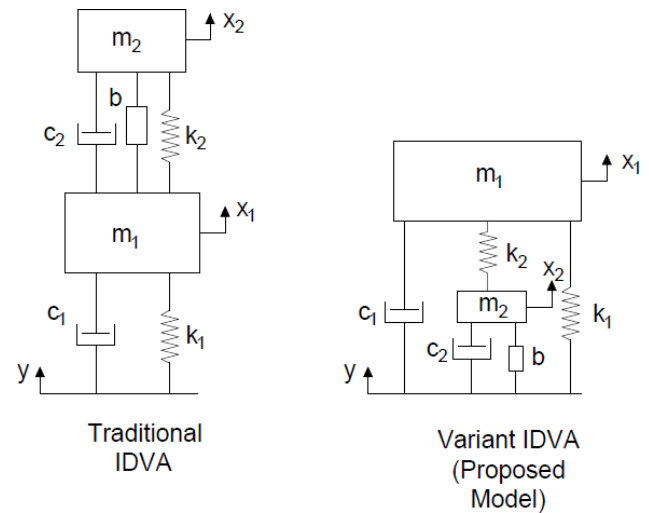 m₂
x₂
b
c₂
k₂
m₁
x₁
c₁
k₁
y
Traditional
IDVA
m₁
x₁
k₂
x₂
m₂
c₁
k₁
c₂
b
y
Variant IDVA
(Proposed
Model)